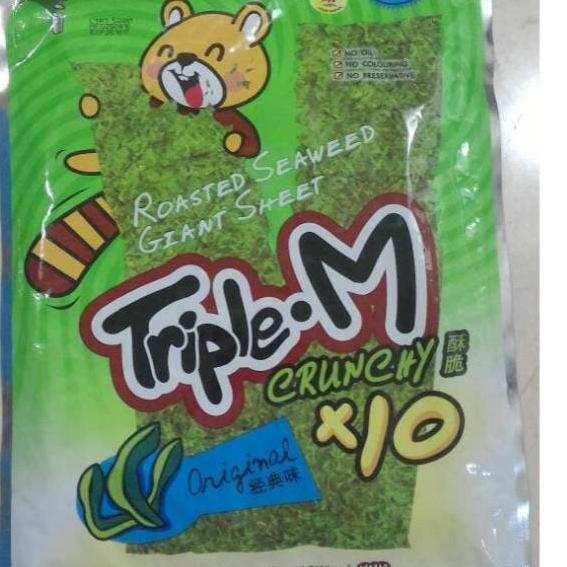 NO OIL
NO COLOURING
NO PRESERVATIVE
ROASTED SEAWEED
GIANT SHEET
Triple·M
CRUNCHY 酥脆
x10
Original
经典味